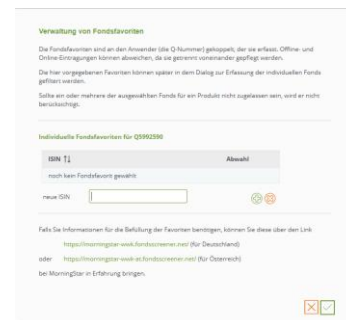 Verwaltung von Fondsfavoriten
Die Fondsfavoriten sind an den Anwender (die Q-Nummer) gekoppelt, der sie erfasst. Offline- und
Online-Eintragungen können abweichen, da sie getrennt voneinander gepflegt werden.
Die hier vorgegebenen Favoriten können später in dem Dialog zur Erfassung der individuellen Fonds
gefiltert werden.
Sollte ein oder mehrere der ausgewählten Fonds für ein Produkt nicht zugelassen sein, wird er nicht
berücksichtigt.
Individuelle Fondsfavoriten für Q5992590
ISIN ↑↓ Abwahl
noch kein Fondsfavorit gewählt
neue ISIN
Falls Sie Informationen für die Befüllung der Favoriten benötigen, können Sie diese über den Link
https://morningstar-wwk.fondsscreener.net/ (für Deutschland)
oder https://morningstar-wwk-at.fondsscreener.net/ (für Österreich)
bei MorningStar in Erfahrung bringen.